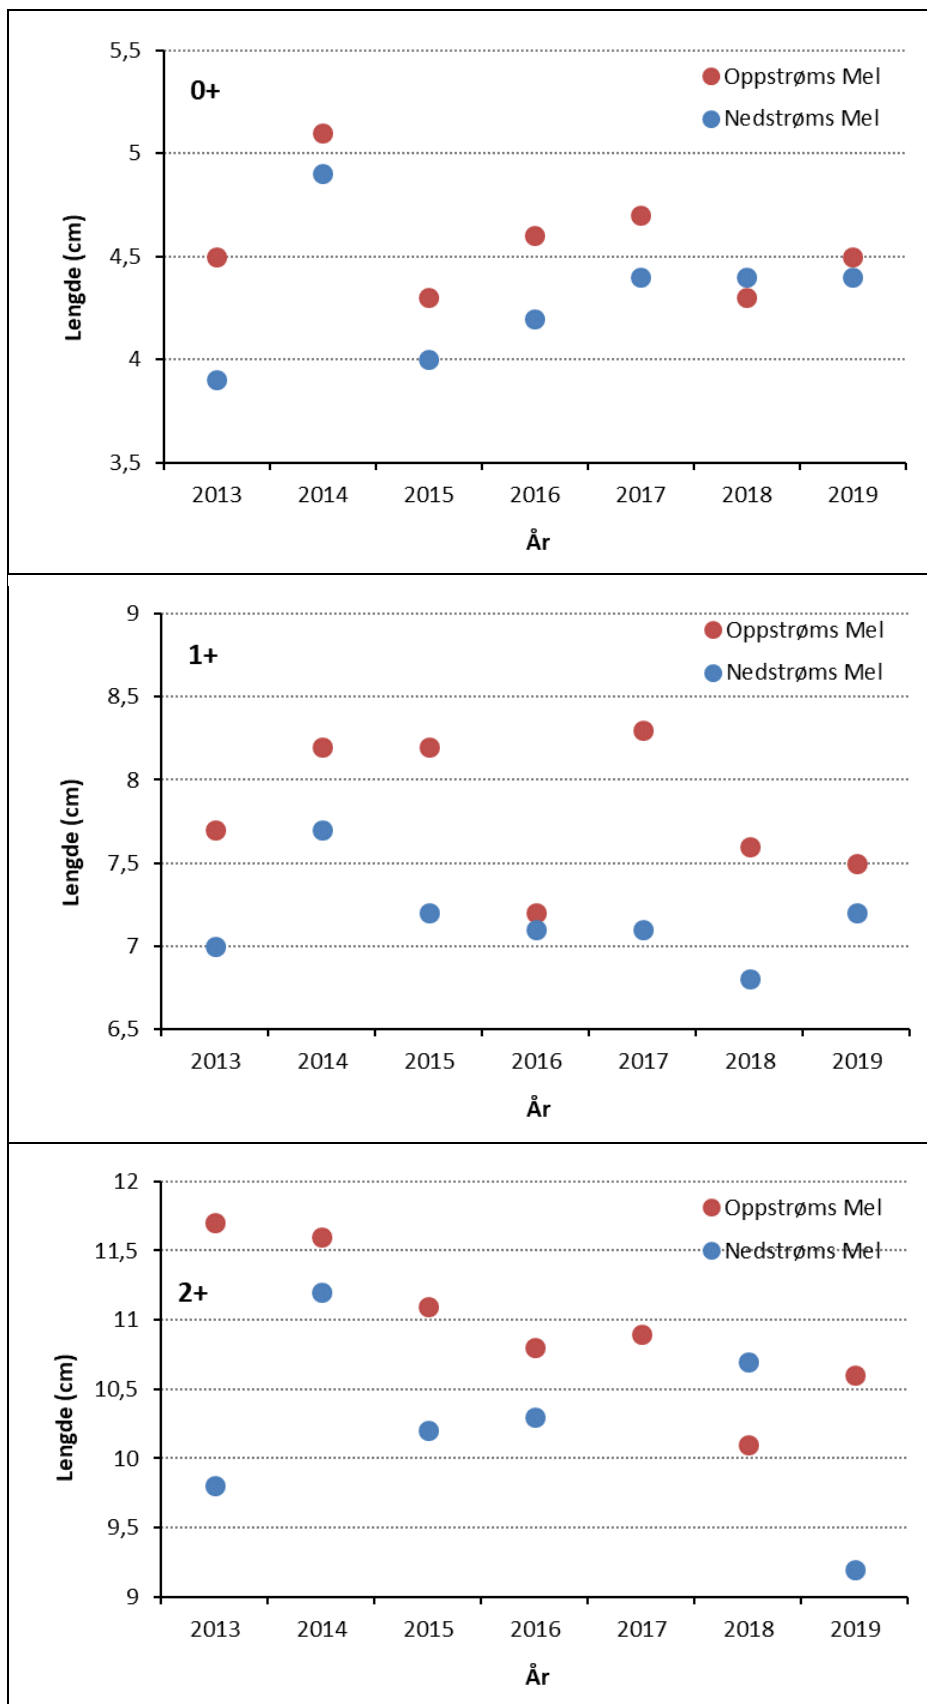 5,5
0+
Oppstrøms Mel
Nedstrøms Mel
5
4,5
4
3,5
Lengde (cm)
2013 2014 2015 2016 2017 2018 2019
År
9
1+
Oppstrøms Mel
Nedstrøms Mel
8,5
8
7,5
7
6,5
Lengde (cm)
2013 2014 2015 2016 2017 2018 2019
År
12
Oppstrøms Mel
Nedstrøms Mel
11,5
2+
11
10,5
10
9,5
9
Lengde (cm)
2013 2014 2015 2016 2017 2018 2019
År